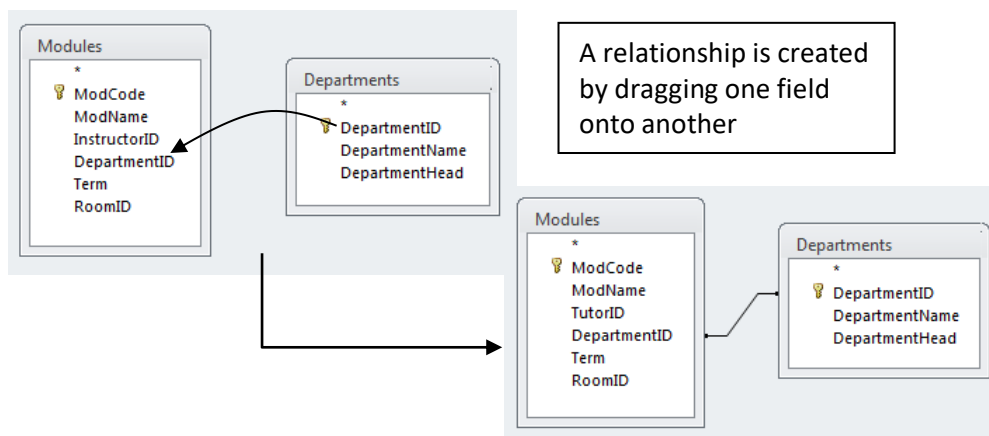 Modules
*
ModCode
ModName
InstructorID
DepartmentID
Term
RoomID
Departments
*
DepartmentID
DepartmentName
DepartmentHead
A relationship is created
by dragging one field
onto another
Modules
*
ModCode
ModName
TutorID
DepartmentID
Term
RoomID
Departments
*
DepartmentID
DepartmentName
DepartmentHead